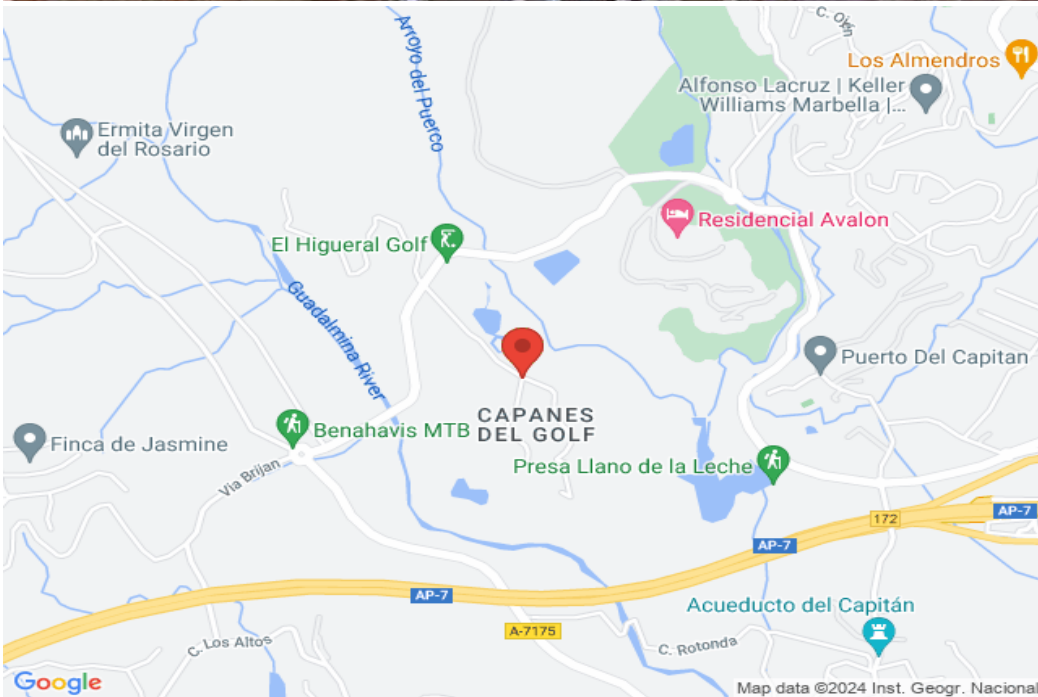 C. Ojén
Los Almendros
Arroyo del Puerco
Alfonso Lacruz | Keller
Williams Marbella |...
Ermita Virgen
del Rosario
Residencial Avalon
El Higueral Golf
Guadalmina River
Puerto Del Capitan
CAPANES
DEL GOLF
Benahavis MTB
Finca de Jasmine
Presa Llano de la Leche
Via Brijan
172
AP-7
AP-7
AP-7
Acueducto del Capitán
A-7175
C. Los Altos
C. Rotonda
Google
Map data ©2024 Inst. Geogr. Nacional